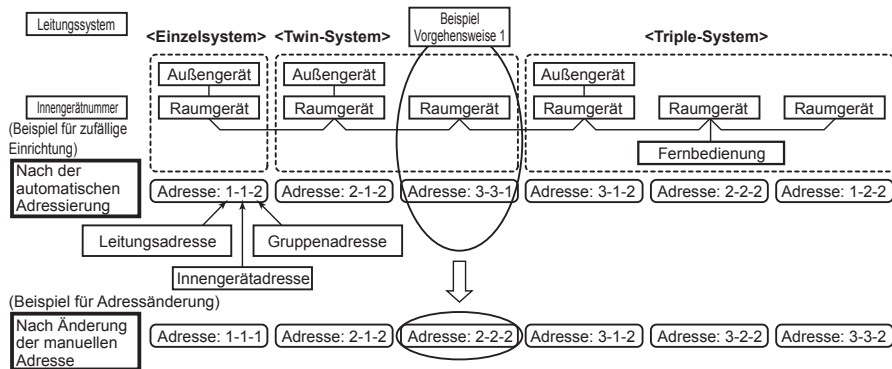 Leitungssystem
<Einzelsystem>
<Twin-System>
Beispiel
Vorgehensweise 1
<Triple-System>
Außengerät
Außengerät
Außengerät
Innengerätnummer
Raumgerät
Raumgerät
Raumgerät
Raumgerät
Raumgerät
Raumgerät
(Beispiel für zufällige
Einrichtung)
Fernbedienung
Nach der
automatischen
Adressierung
Adresse: 1-1-2
Adresse: 2-1-2
Adresse: 3-3-1
Adresse: 3-1-2
Adresse: 2-2-2
Adresse: 1-2-2
Leitungsadresse
Gruppenadresse
Innengerätadresse
(Beispiel für Adressänderung)
Nach Änderung
der manuellen
Adresse
Adresse: 1-1-1
Adresse: 2-1-2
Adresse: 2-2-2
Adresse: 3-1-2
Adresse: 3-2-2
Adresse: 3-3-2